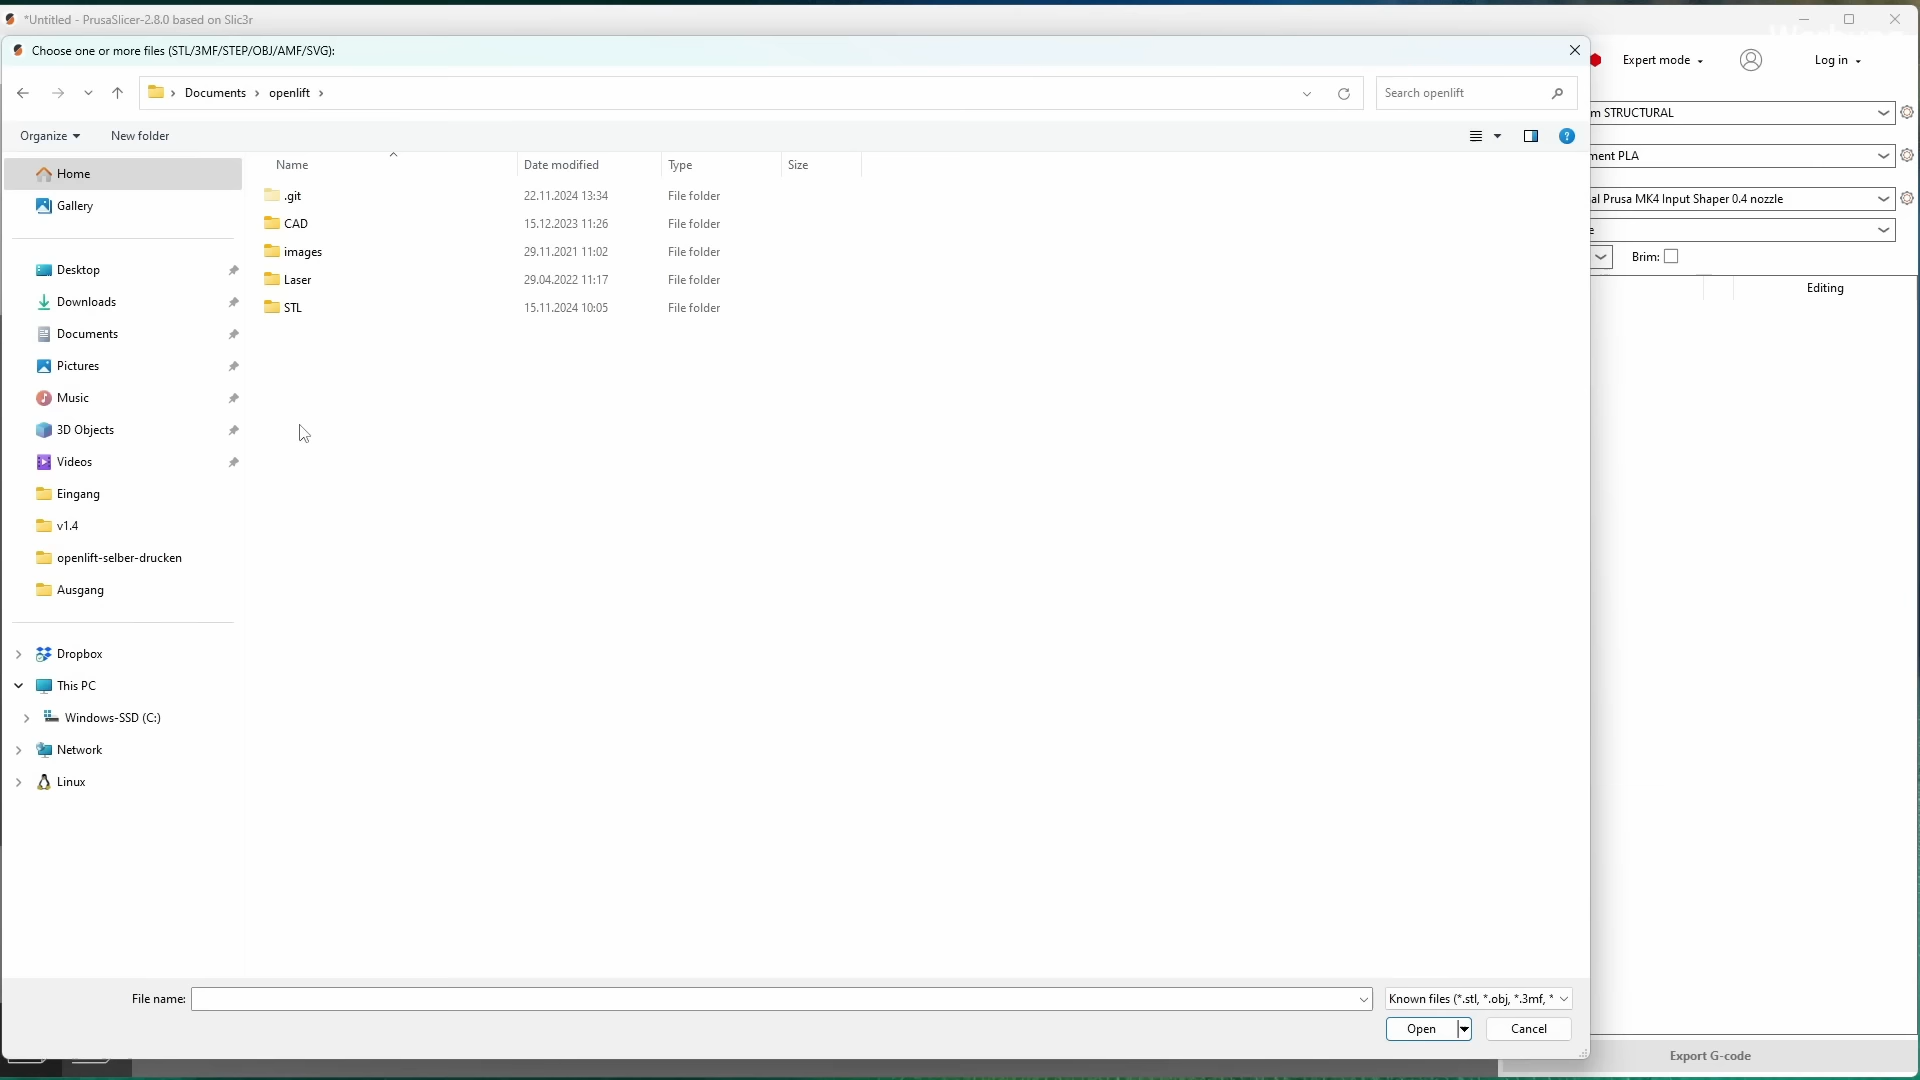 *Untitled - PrusaSlicer-2.8.0 based on Slic3r
Choose one or more files (STL/3MF/STEP/OBJ/AMF/SVG):
Expert mode
Log in
Documents
openlift
Search openlift
Organize
New folder
m STRUCTURAL
ment PLA
al Prusa MK4 Input Shaper 0.4 nozzle
e
Brim:
Editing
Home
Gallery
Desktop
Downloads
Documents
Pictures
Music
3D Objects
Videos
Eingang
v1.4
openlift-selber-drucken
Ausgang
Dropbox
This PC
Windows-SSD (C:)
Network
Linux
Name Date modified Type Size
.git 22.11.2024 13:34 File folder
CAD 15.12.2023 11:26 File folder
images 29.11.2021 11:02 File folder
Laser 29.04.2022 11:17 File folder
STL 15.11.2024 10:05 File folder
File name:
Known files (*.stl, *.obj, *.3mf, *
Open
Cancel
Export G-code